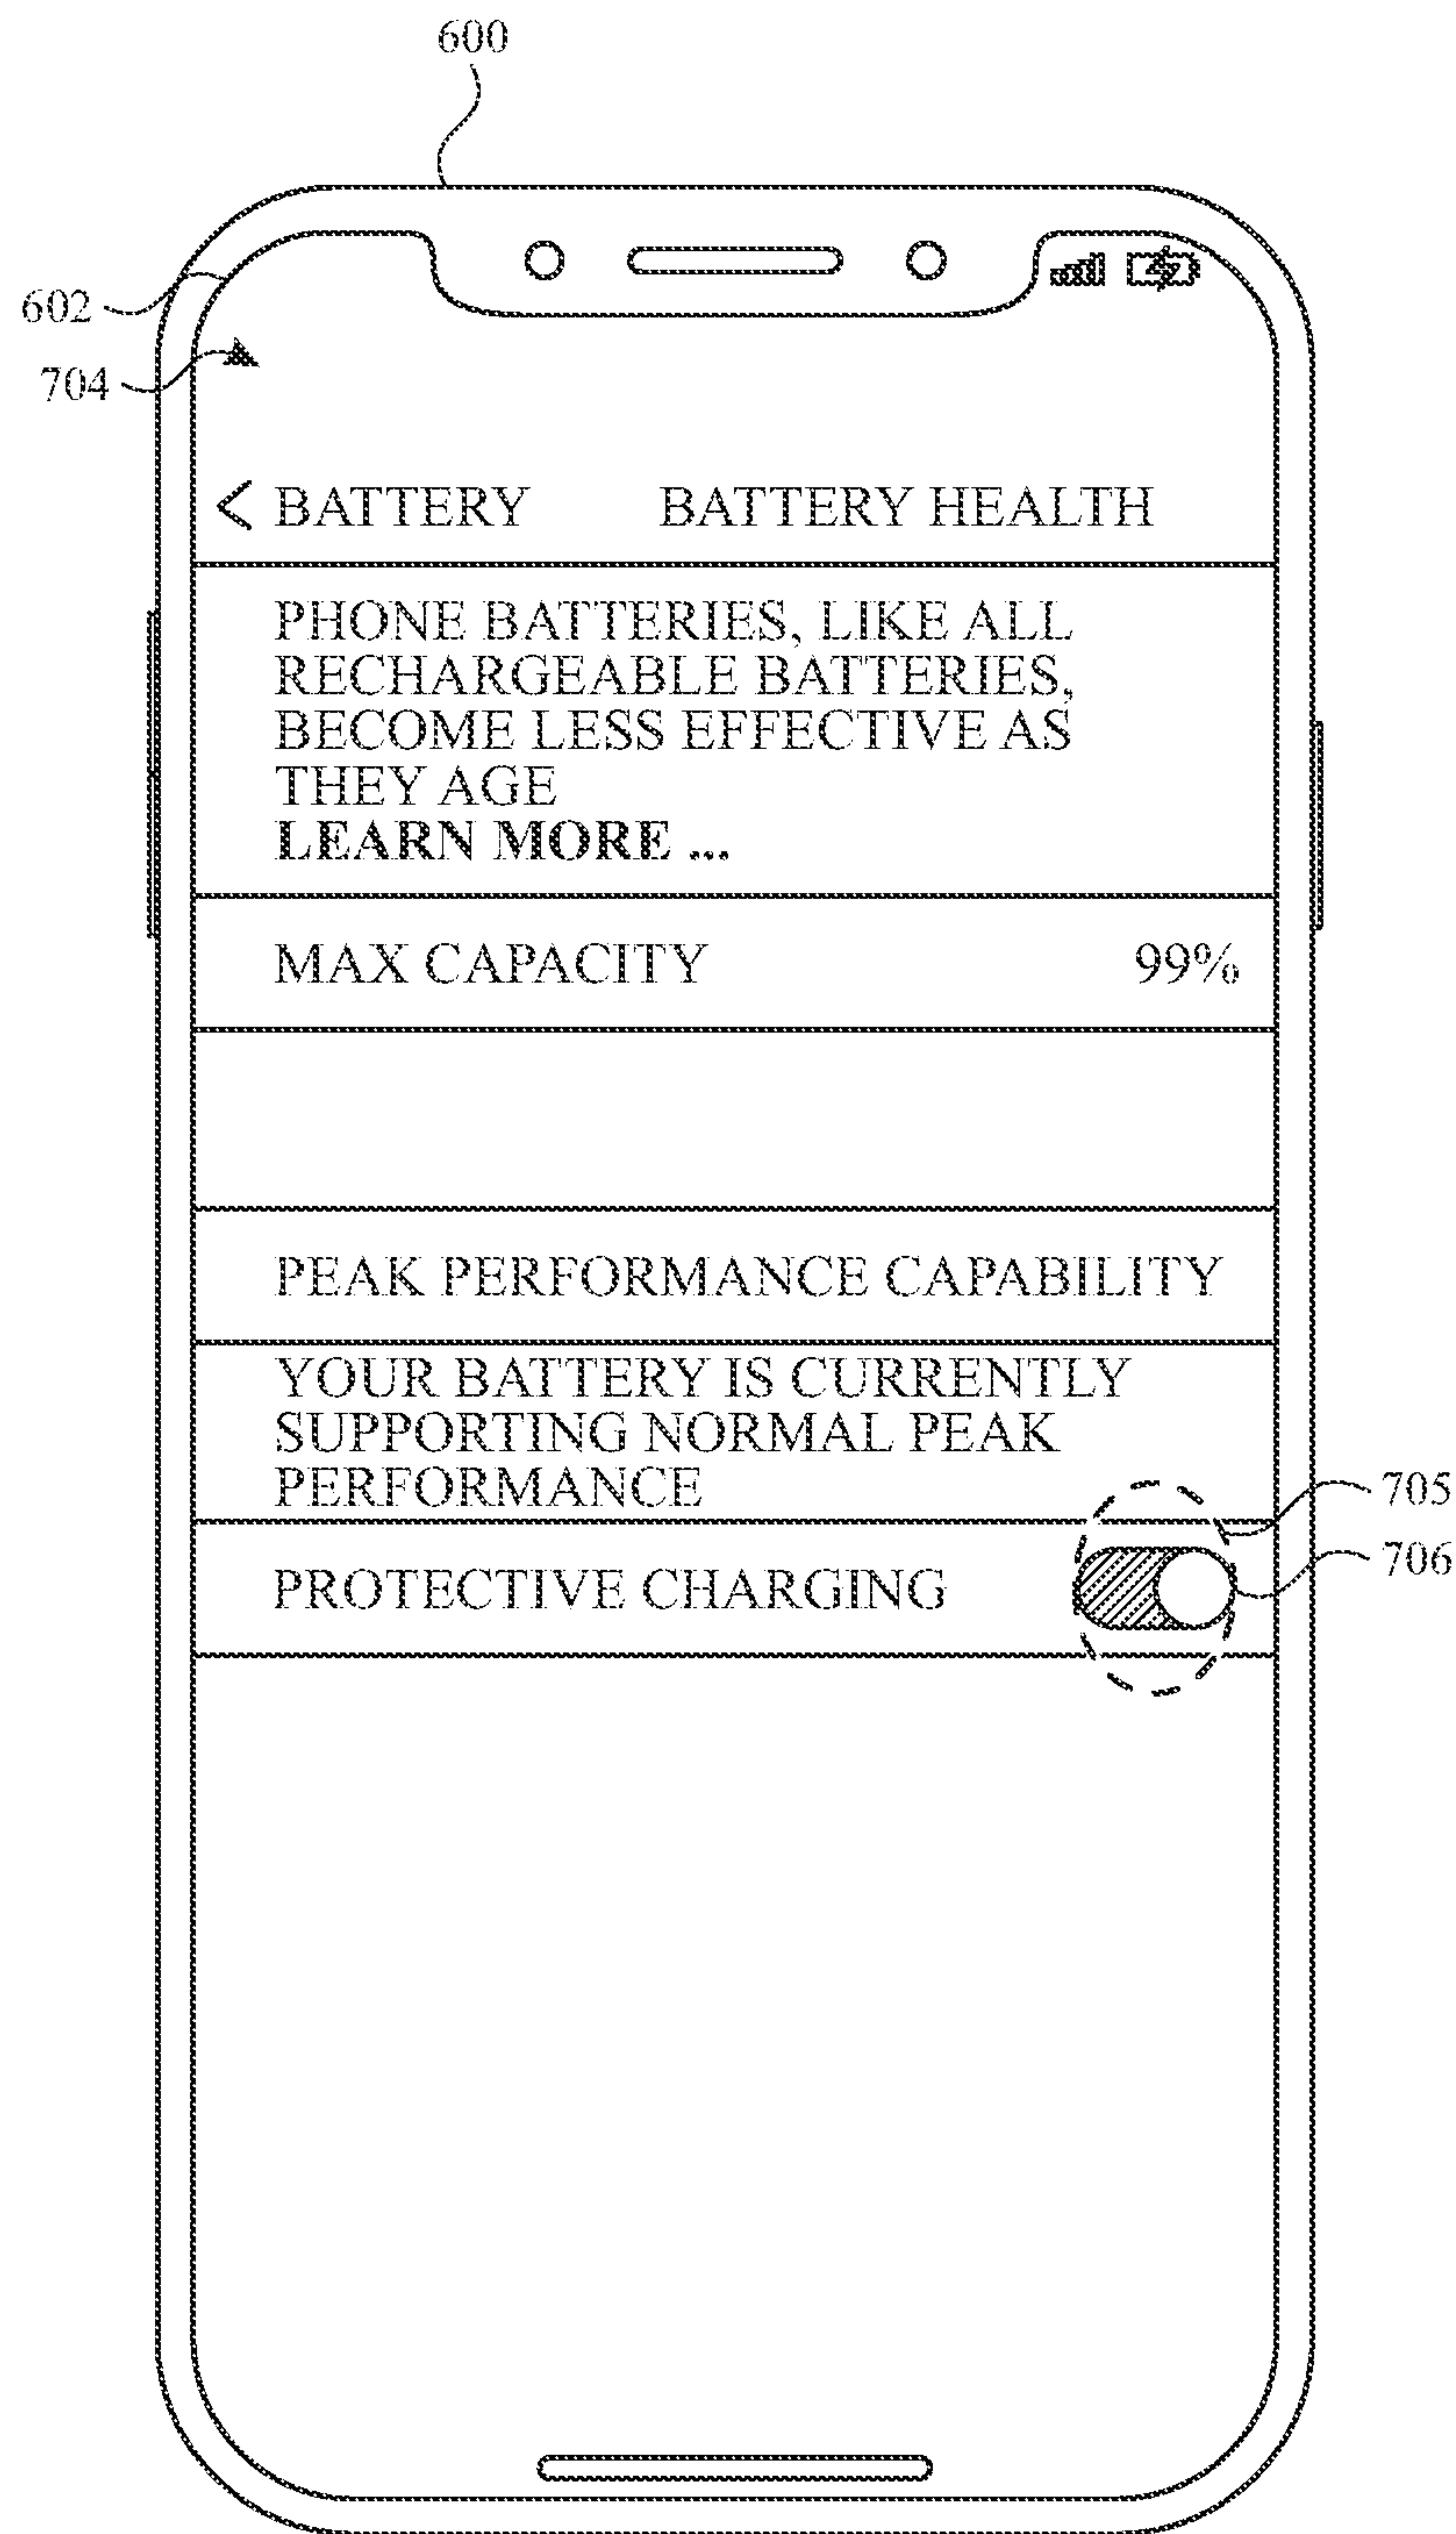 600
602
704
< BATTERY BATTERY HEALTH
PHONE BATTERIES, LIKE ALL
RECHARGEABLE BATTERIES,
BECOME LESS EFFECTIVE AS
THEY AGE
LEARN MORE ...
MAX CAPACITY 99%
PEAK PERFORMANCE CAPABILITY
YOUR BATTERY IS CURRENTLY
SUPPORTING NORMAL PEAK
PERFORMANCE
705
706
PROTECTIVE CHARGING